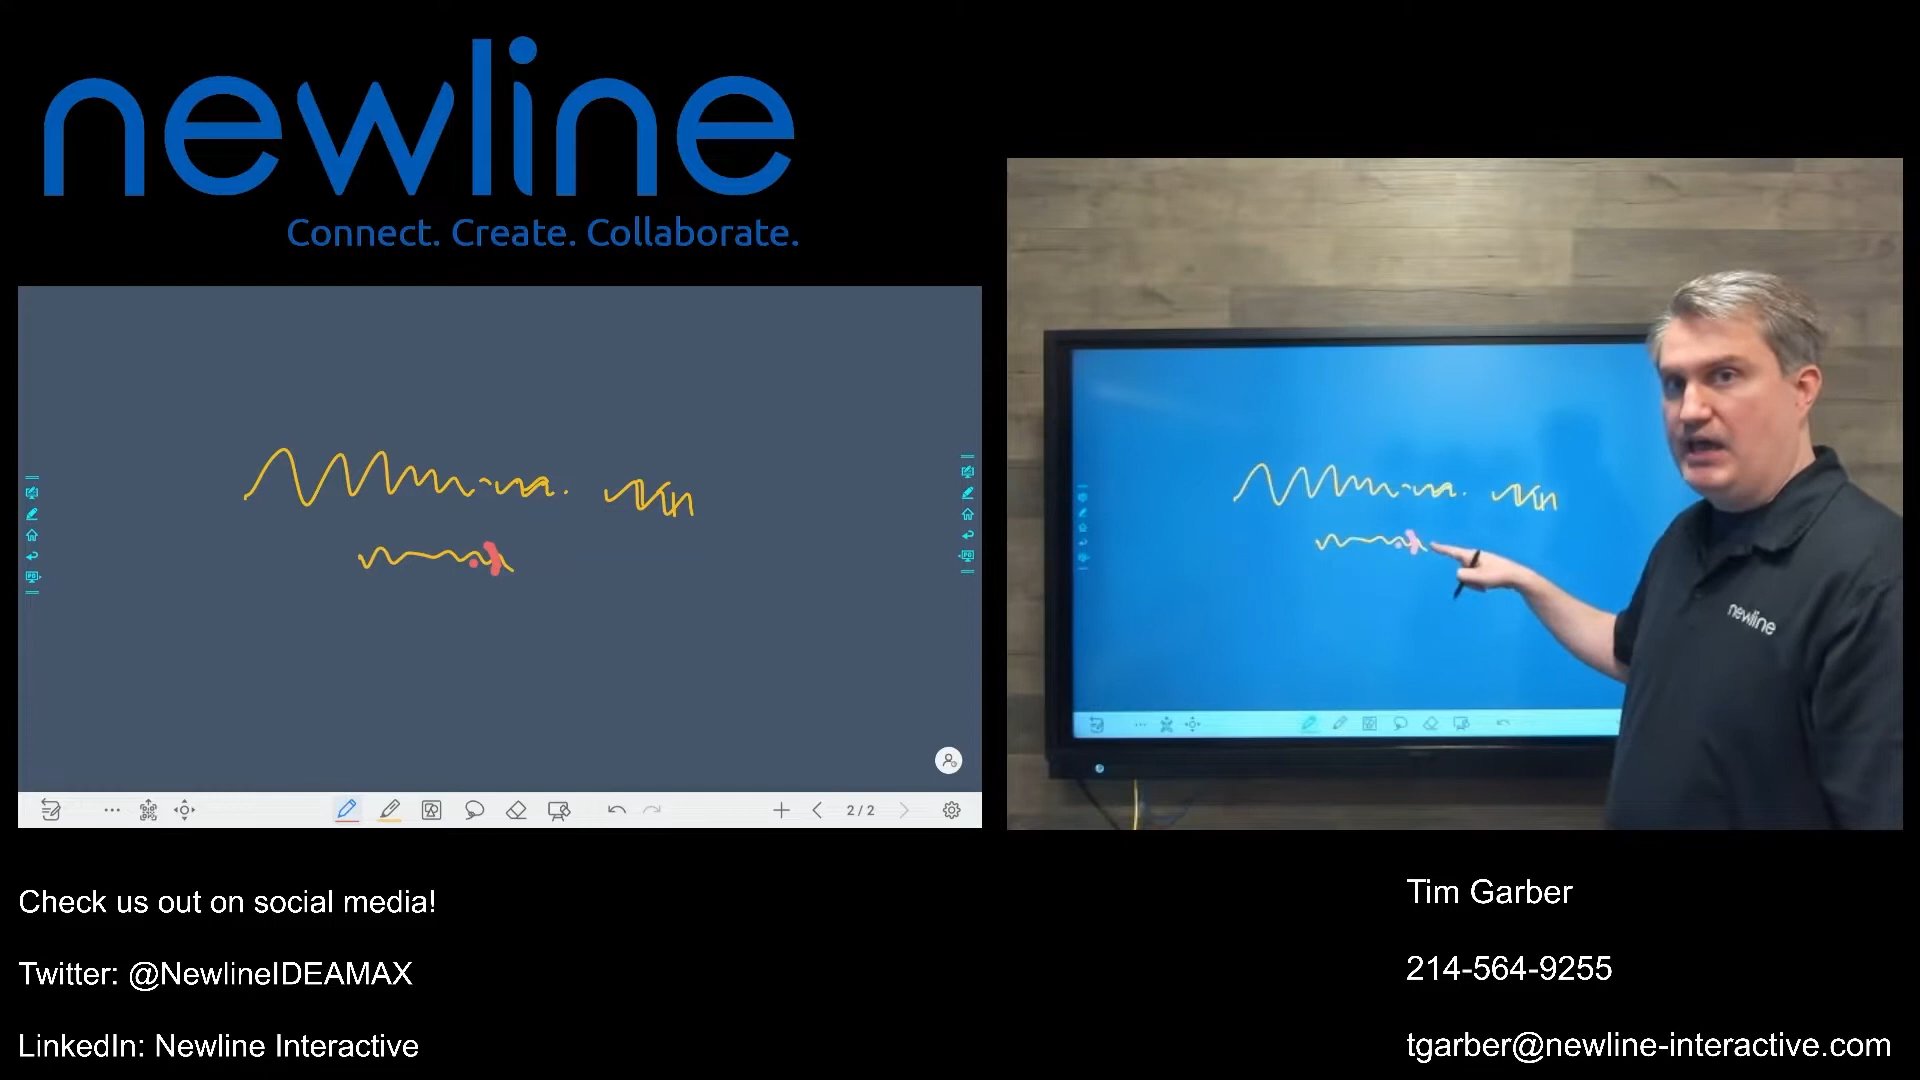 newline
Connect. Create. Collaborate.
2/2
newline
Check us out on social media!
Twitter: @NewlineIDEAMAX
LinkedIn: Newline Interactive
Tim Garber
214-564-9255
tgarber@newline-interactive.com